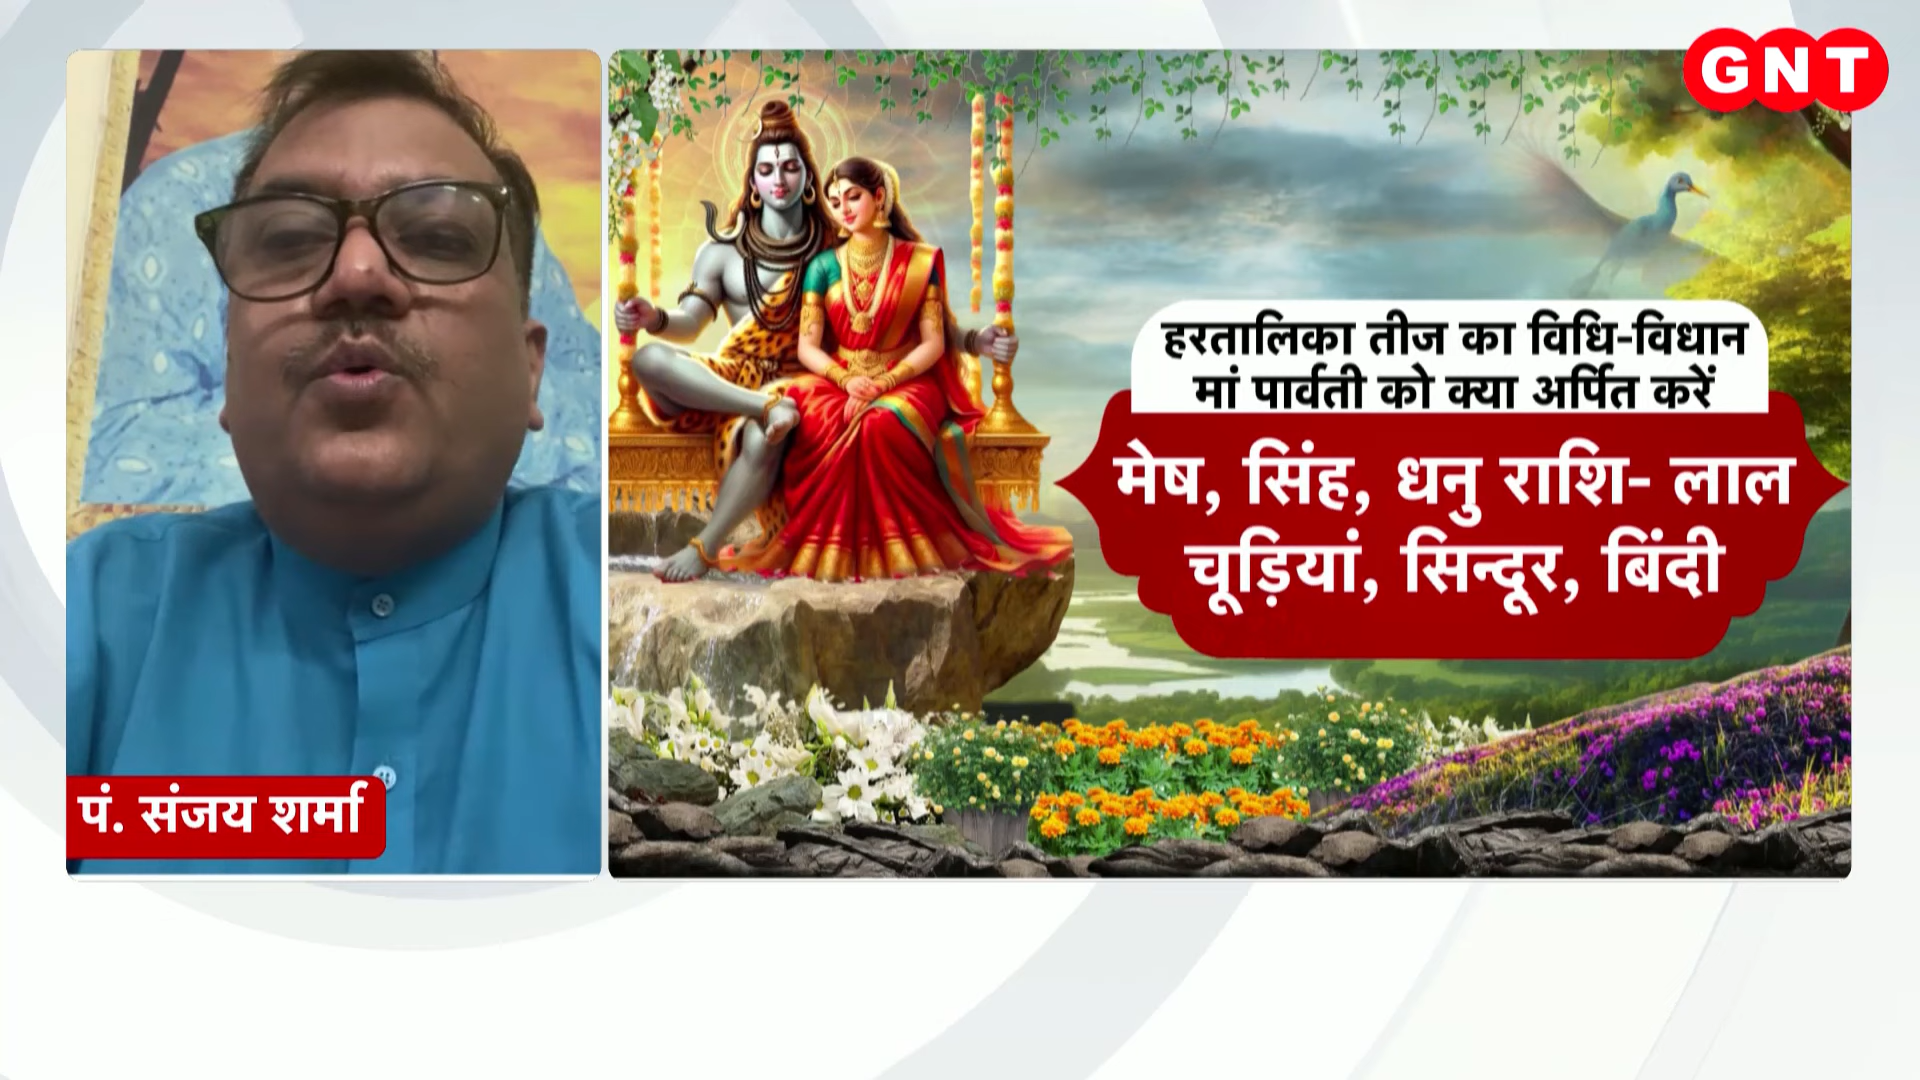 GNT
हरतालिका तीज का विधि-विधान
मां पार्वती को क्या अर्पित करें
मेष, सिंह, धनु राशि- लाल
चूड़ियां, सिन्दूर, बिंदी
पं. संजय शर्मा